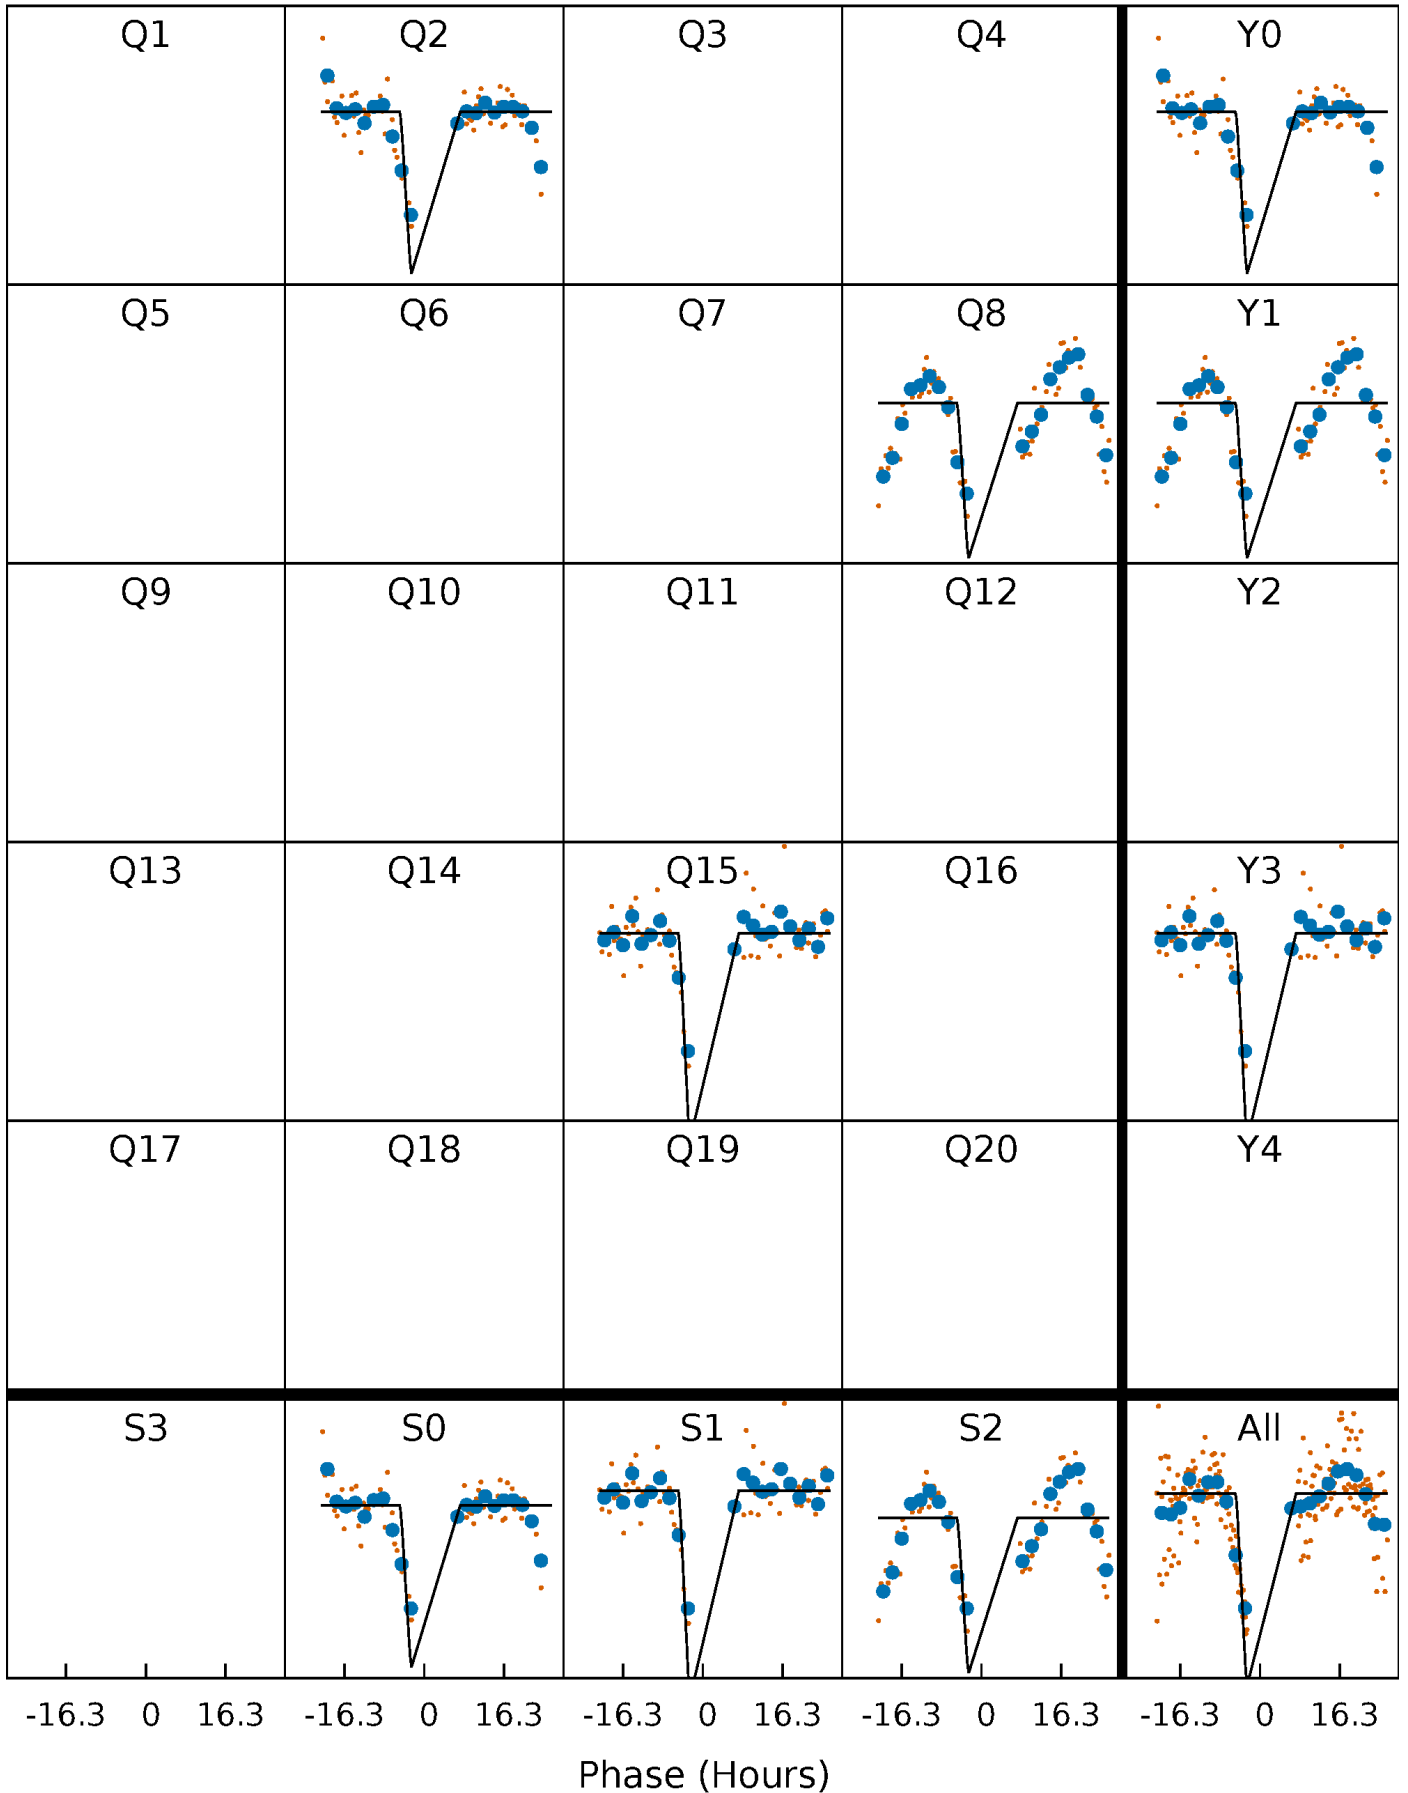 Q1 Q2 Q3 Q4 Y0
Q5 Q6 Q7 Q8 Y1
Q9 Q10 Q11 Q12 Y2
Q13 Q14 Q15 Q16 Y3
Q17 Q18 Q19 Q20 Y4
S3 S0 S1 S2 All
-16.3 0 16.3 -16.3 0 16.3 -16.3 0 16.3 -16.3 0 16.3 -16.3 0 16.3
Phase (Hours)